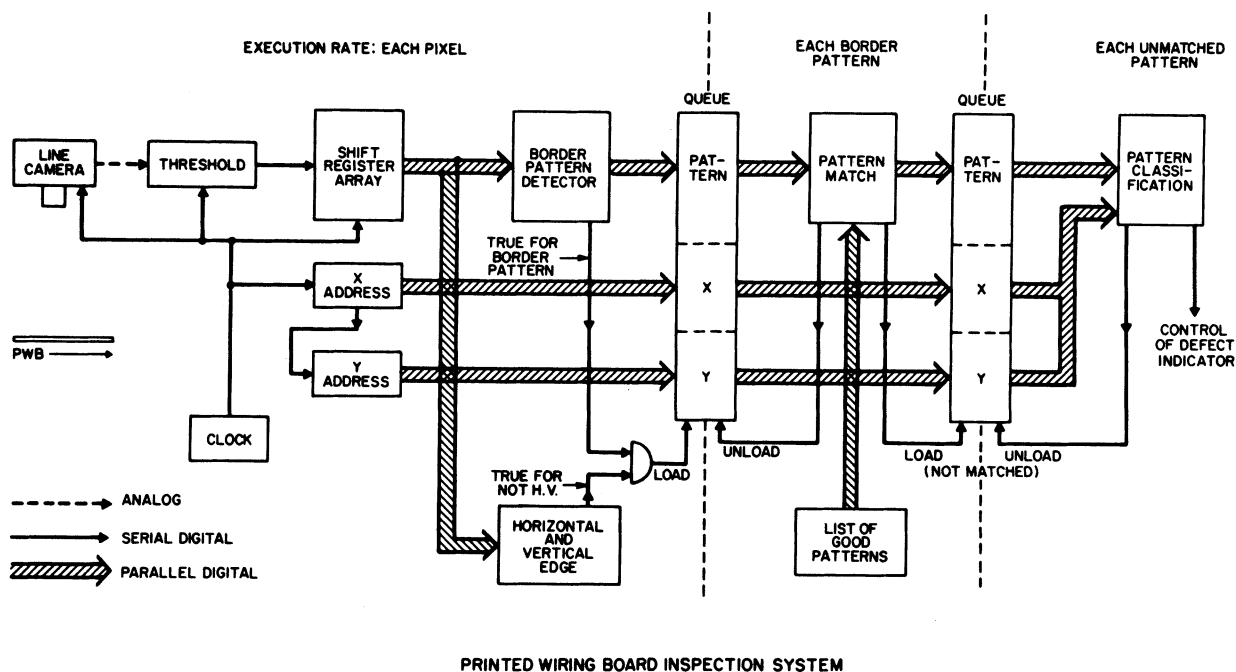 EXECUTION RATE: EACH PIXEL
EACH BORDER
PATTERN
EACH UNMATCHED
PATTERN
LINE
CAMERA
THRESHOLD
SHIFT
REGISTER
ARRAY
BORDER
PATTERN
DETECTOR
QUEUE
PAT-
TERN
PATTERN
MATCH
QUEUE
PAT-
TERN
PATTERN
CLASSI-
FICATION
TRUE FOR
BORDER
PATTERN
X
ADDRESS
X
X
PWB
Y
ADDRESS
Y
Y
CONTROL
OF DEFECT
INDICATOR
CLOCK
LOAD
UNLOAD
LOAD
(NOT MATCHED)
UNLOAD
TRUE FOR
NOT H.V.
HORIZONTAL
AND
VERTICAL
EDGE
LIST OF
GOOD
PATTERNS
ANALOG
SERIAL DIGITAL
PARALLEL DIGITAL
PRINTED WIRING BOARD INSPECTION SYSTEM